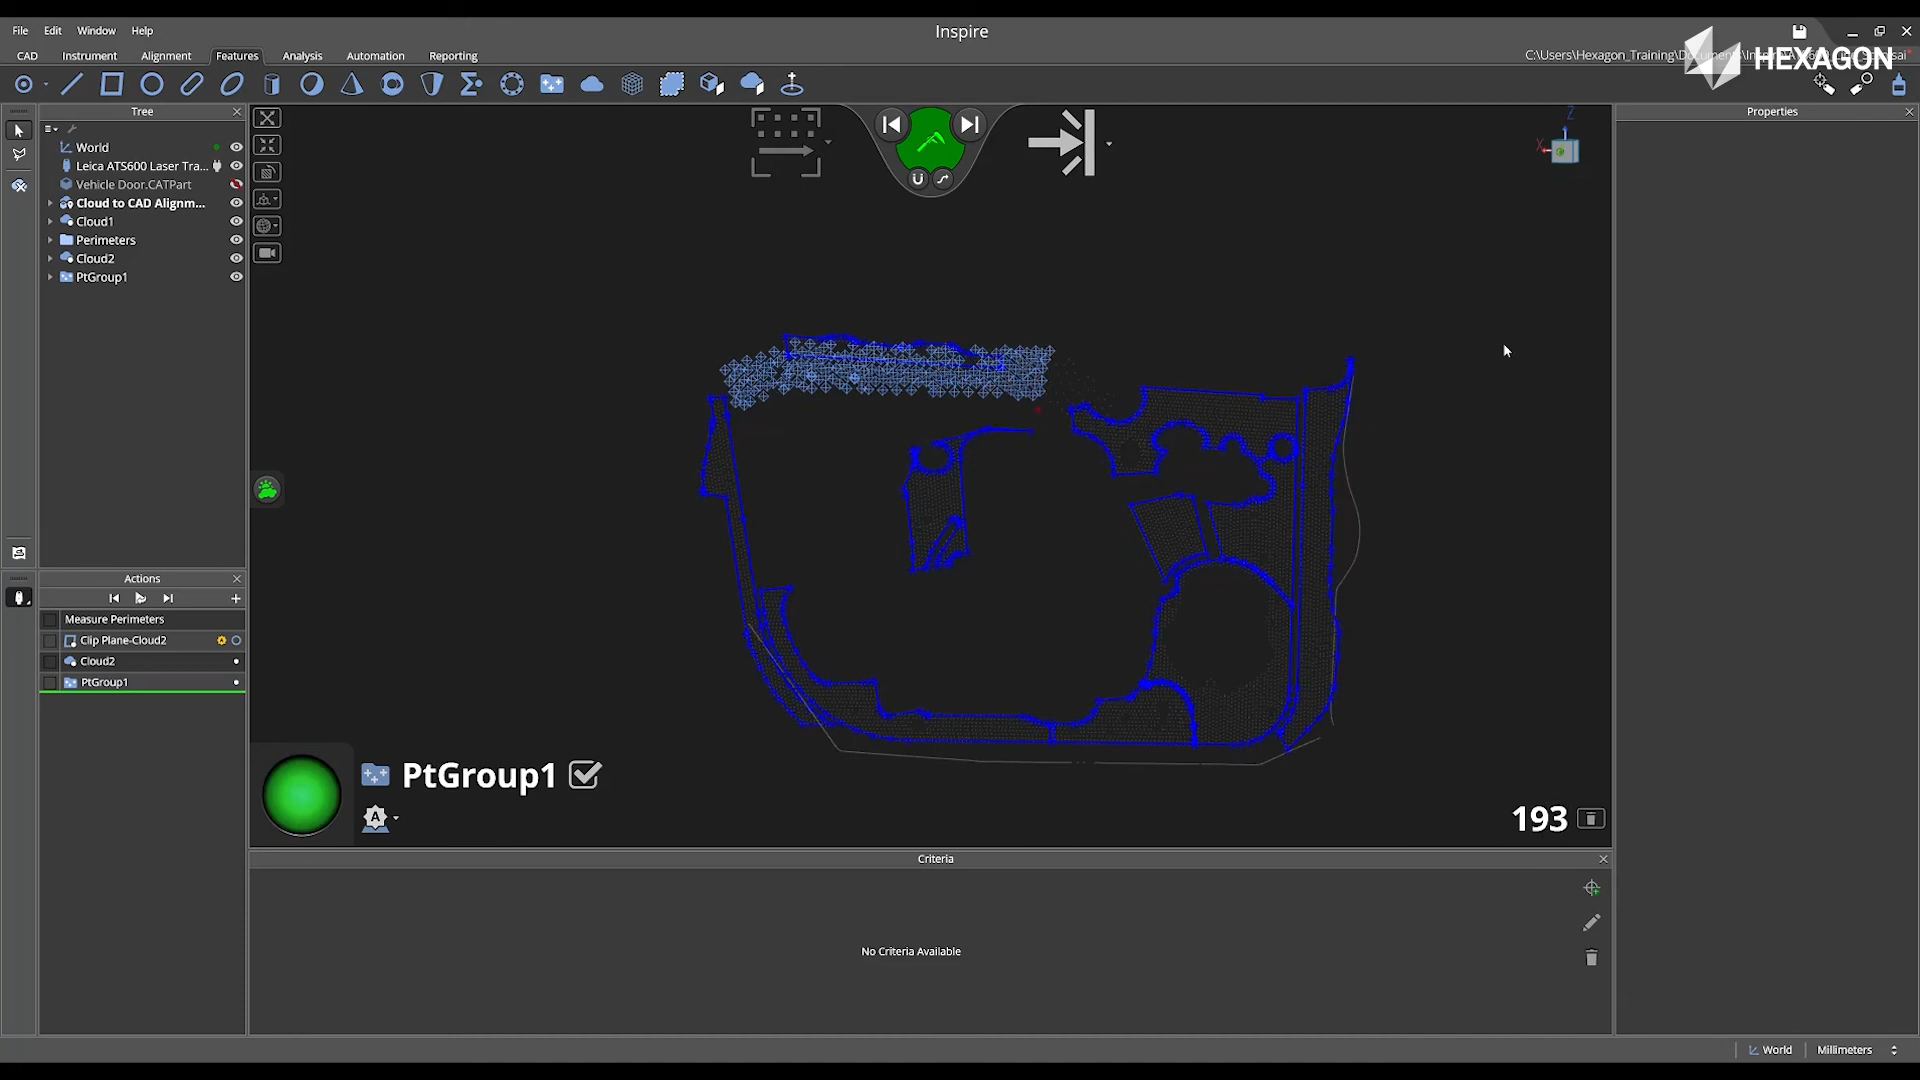 File Edit Window Help
Inspire
CAD Instrument Alignment Features Analysis Automation Reporting
C:\Users\Hexagon_Training\Docum
HEXAGON
Tree
Properties
World
Leica ATS600 Laser Tra...
Vehicle Door.CATPart
Cloud to CAD Alignm...
Cloud1
Perimeters
Cloud2
PtGroup1
Z
X
Actions
Measure Perimeters
Clip Plane-Cloud2
Cloud2
PtGroup1
PtGroup1
A
193
Criteria
No Criteria Available
World
Millimeters